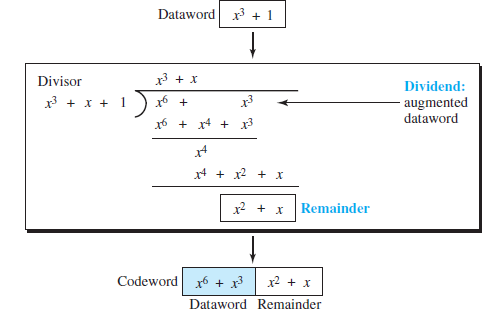 Dataword x³ + 1
Divisor
x³ + x
Dividend:
augmented
dataword
x³ + x + 1 ) x⁶ + x³
x⁶ + x⁴ + x³
x⁴
x⁴ + x² + x
x² + x Remainder
Codeword x⁶ + x³ x² + x
Dataword Remainder